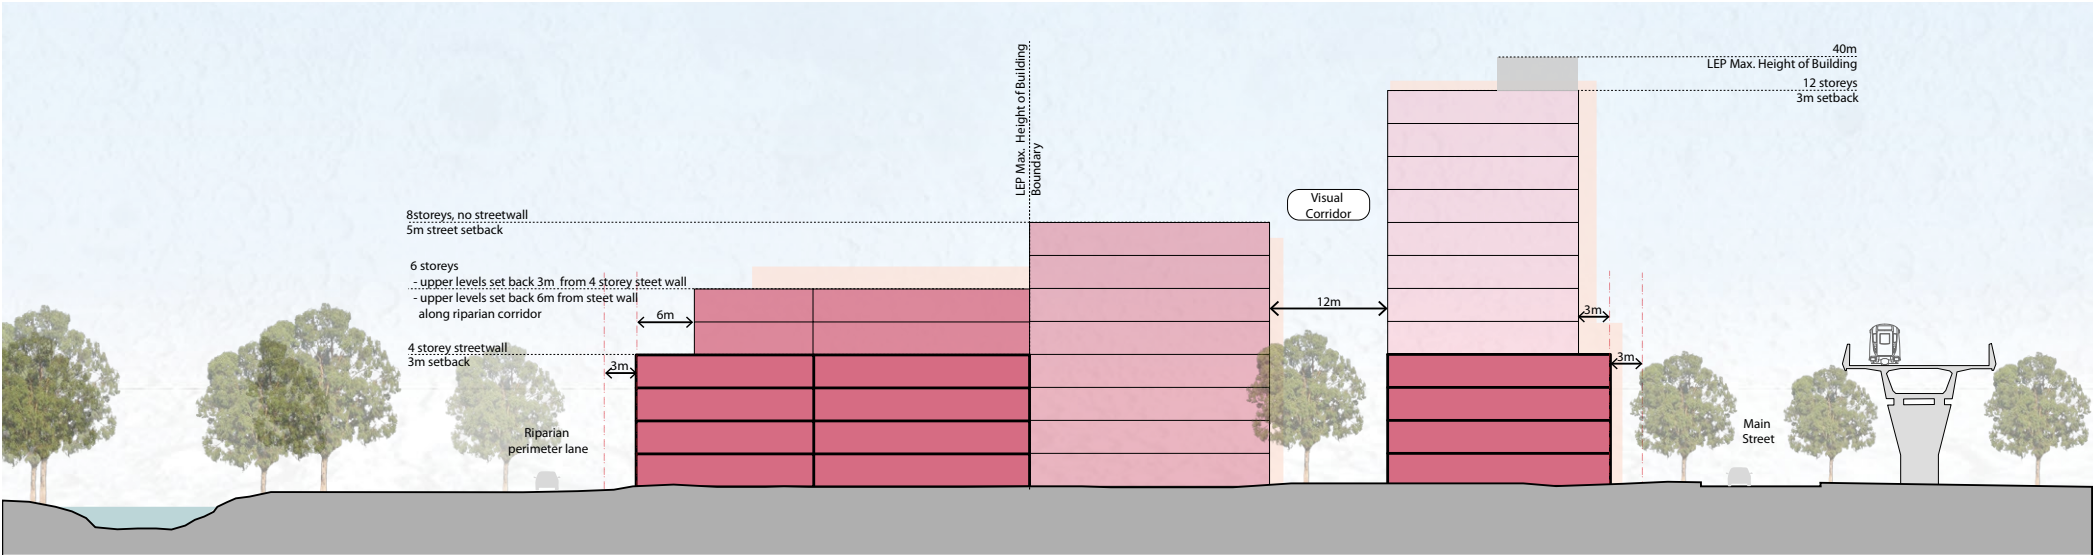 LEP Max. Height of Building
Boundary
40m
LEP Max. Height of Building
12 storeys
3m setback
Visual
Corridor
8storeys, no streetwall
5m street setback
6 storeys
- upper levels set back 3m from 4 storey steet wall
- upper levels set back 6m from steet wall
along riparian corridor
6m
12m
3m
4 storey streetwall
3m setback
3m
3m
Riparian
perimeter lane
Main
Street